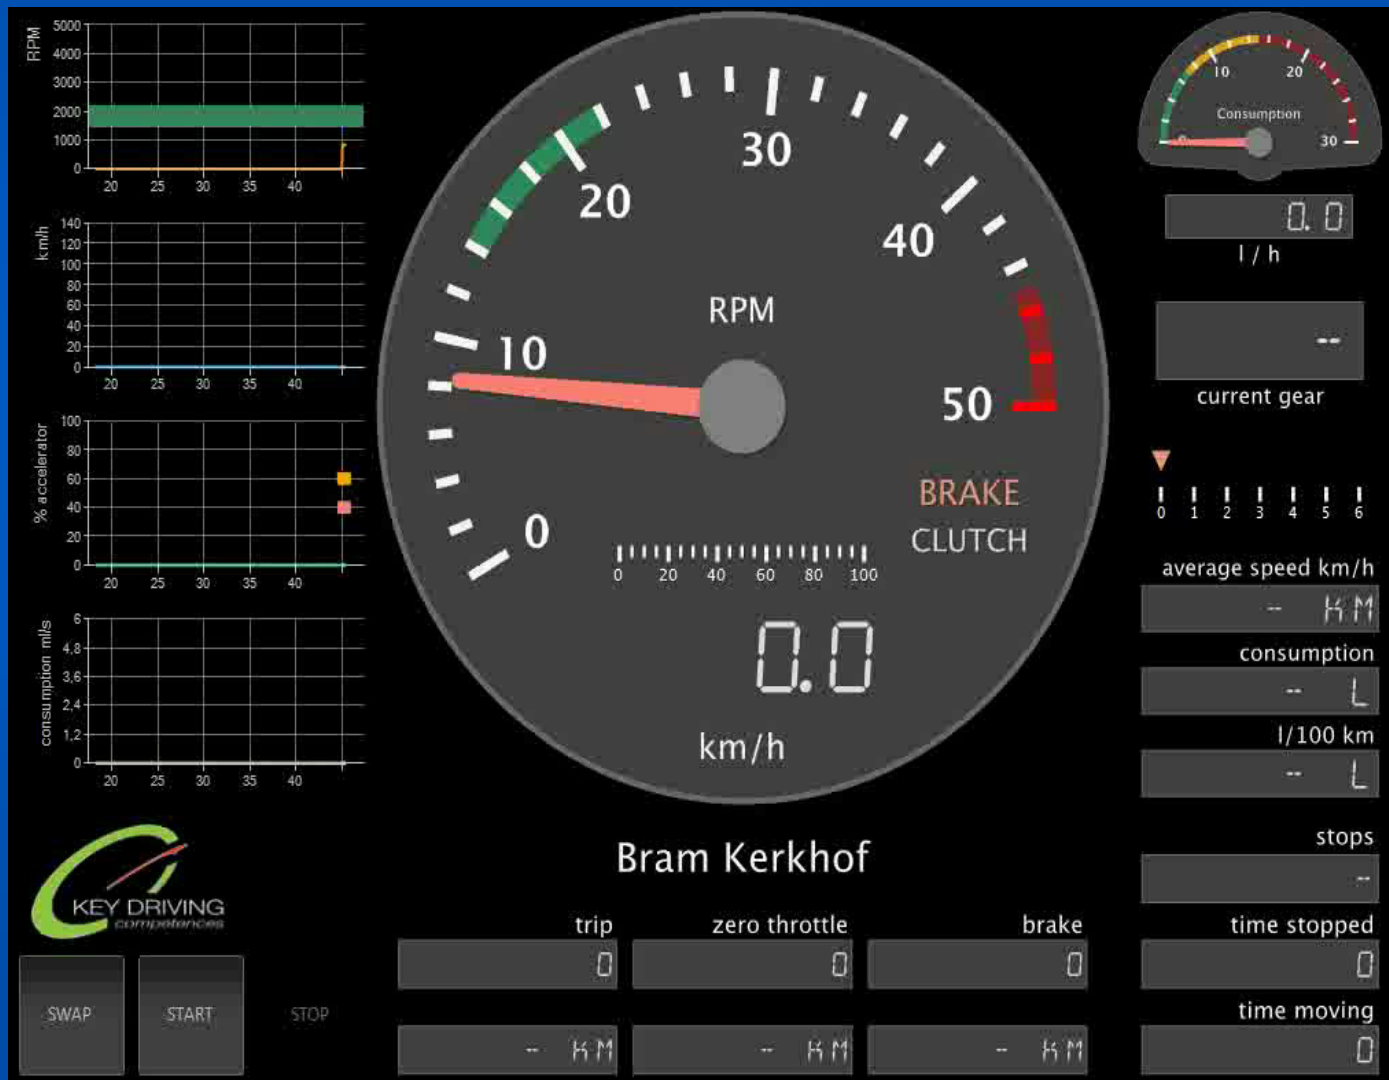 RPM
5000
4000
3000
2000
1000
0
20 25 30 35 40
km/h
140
120
100
80
60
40
20
0
20 25 30 35 40
% accelerator
100
80
60
40
20
0
20 25 30 35 40
consumption ml/s
6
4,8
3,6
2,4
1,2
0
20 25 30 35 40
KEY DRIVING
competences
SWAP
START
STOP
0
10
20
30
40
50
RPM
BRAKE
CLUTCH
0 20 40 60 80 100
0.0
km/h
Bram Kerkhof
trip
0
-- KM
zero throttle
0
-- KM
brake
0
-- KM
0 10 20 30
Consumption
0.0
l / h
--
current gear
0 1 2 3 4 5 6
average speed km/h
-- KM
consumption
-- L
l/100 km
-- L
stops
--
time stopped
0
time moving
0